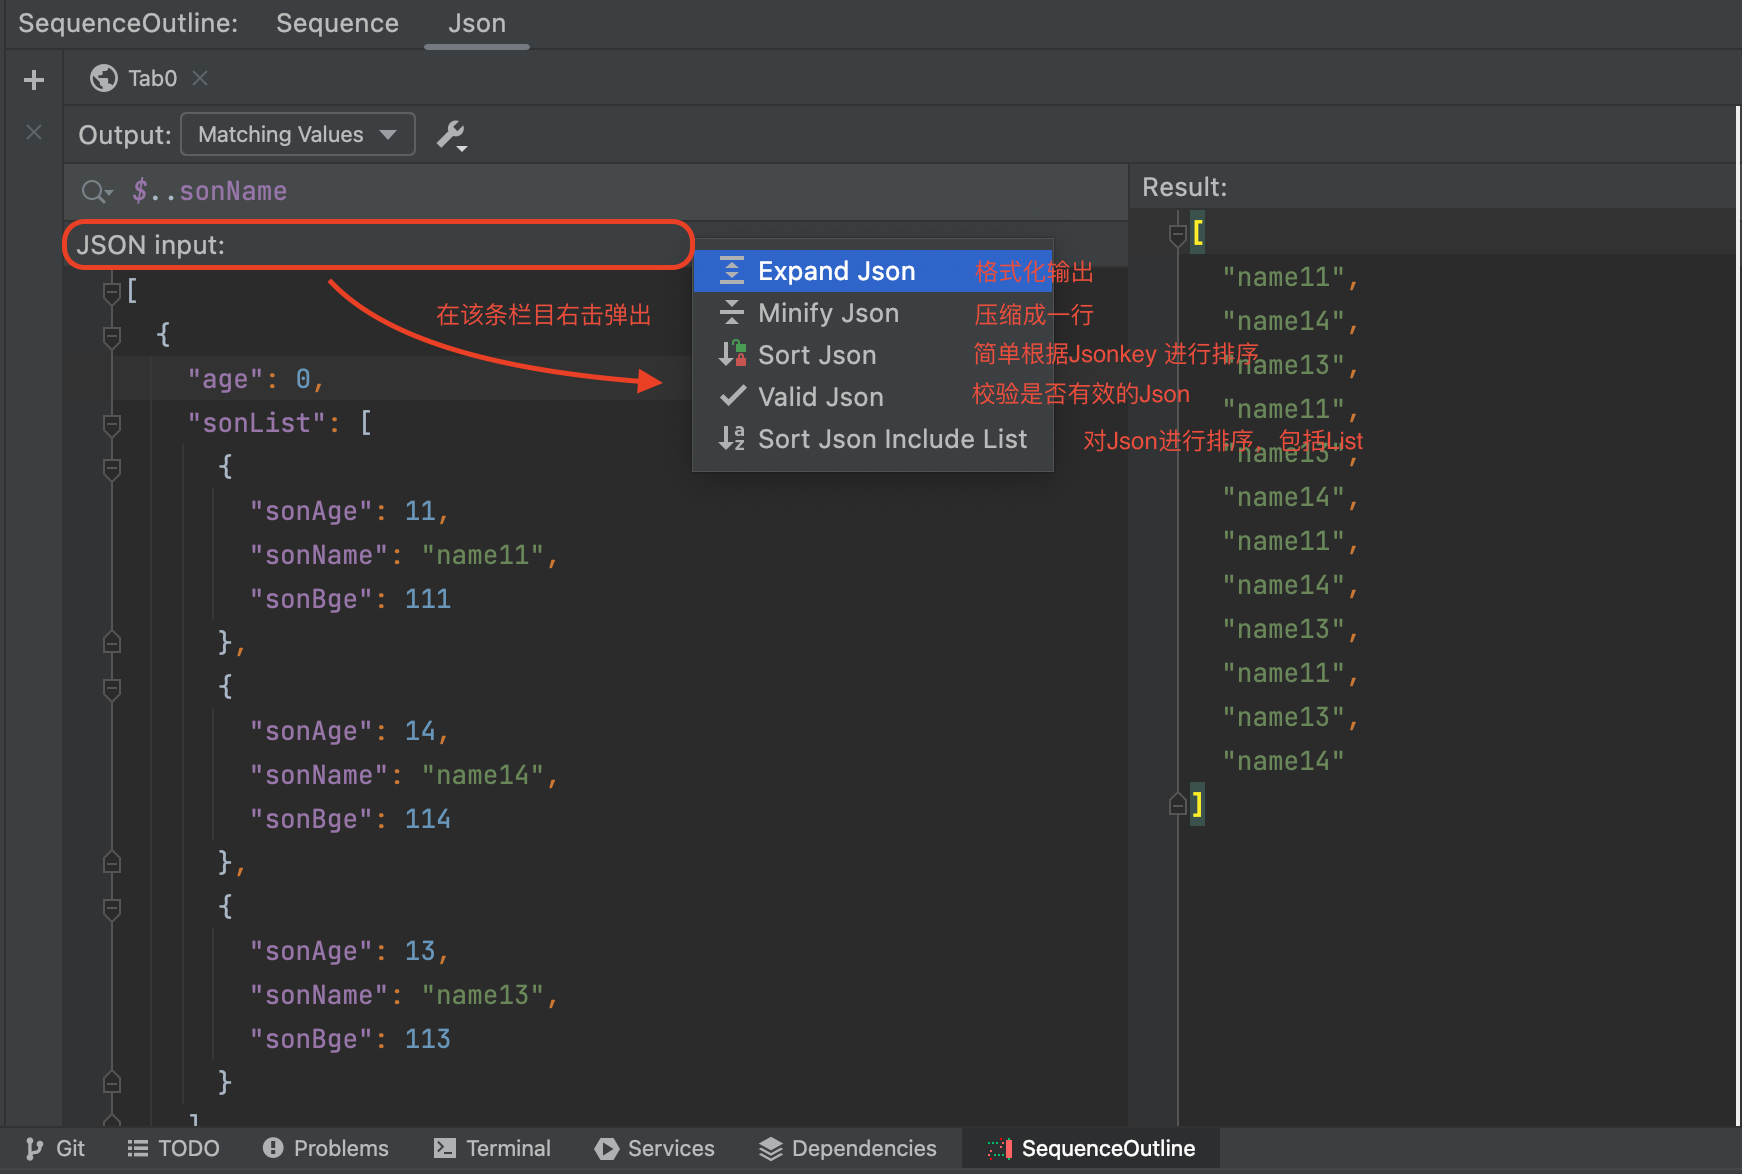 SequenceOutline: Sequence Json
Tab0
Output: Matching Values
$..sonName
JSON input:
[
{
"age": 0,
"sonList": [
{
"sonAge": 11,
"sonName": "name11",
"sonBge": 111
},
{
"sonAge": 14,
"sonName": "name14",
"sonBge": 114
},
{
"sonAge": 13,
"sonName": "name13",
"sonBge": 113
}
]
在该条栏目右击弹出
Expand Json 格式化输出
Minify Json 压缩成一行
Sort Json 简单根据Jsonkey 进行排序
Valid Json 校验是否有效的Json
Sort Json Include List 对Json进行排序，包括List
Result:
[
"name11",
"name14",
"name13",
"name11",
"name13",
"name14",
"name11",
"name14",
"name13",
"name11",
"name13",
"name14"
]
Git TODO Problems Terminal Services Dependencies SequenceOutline